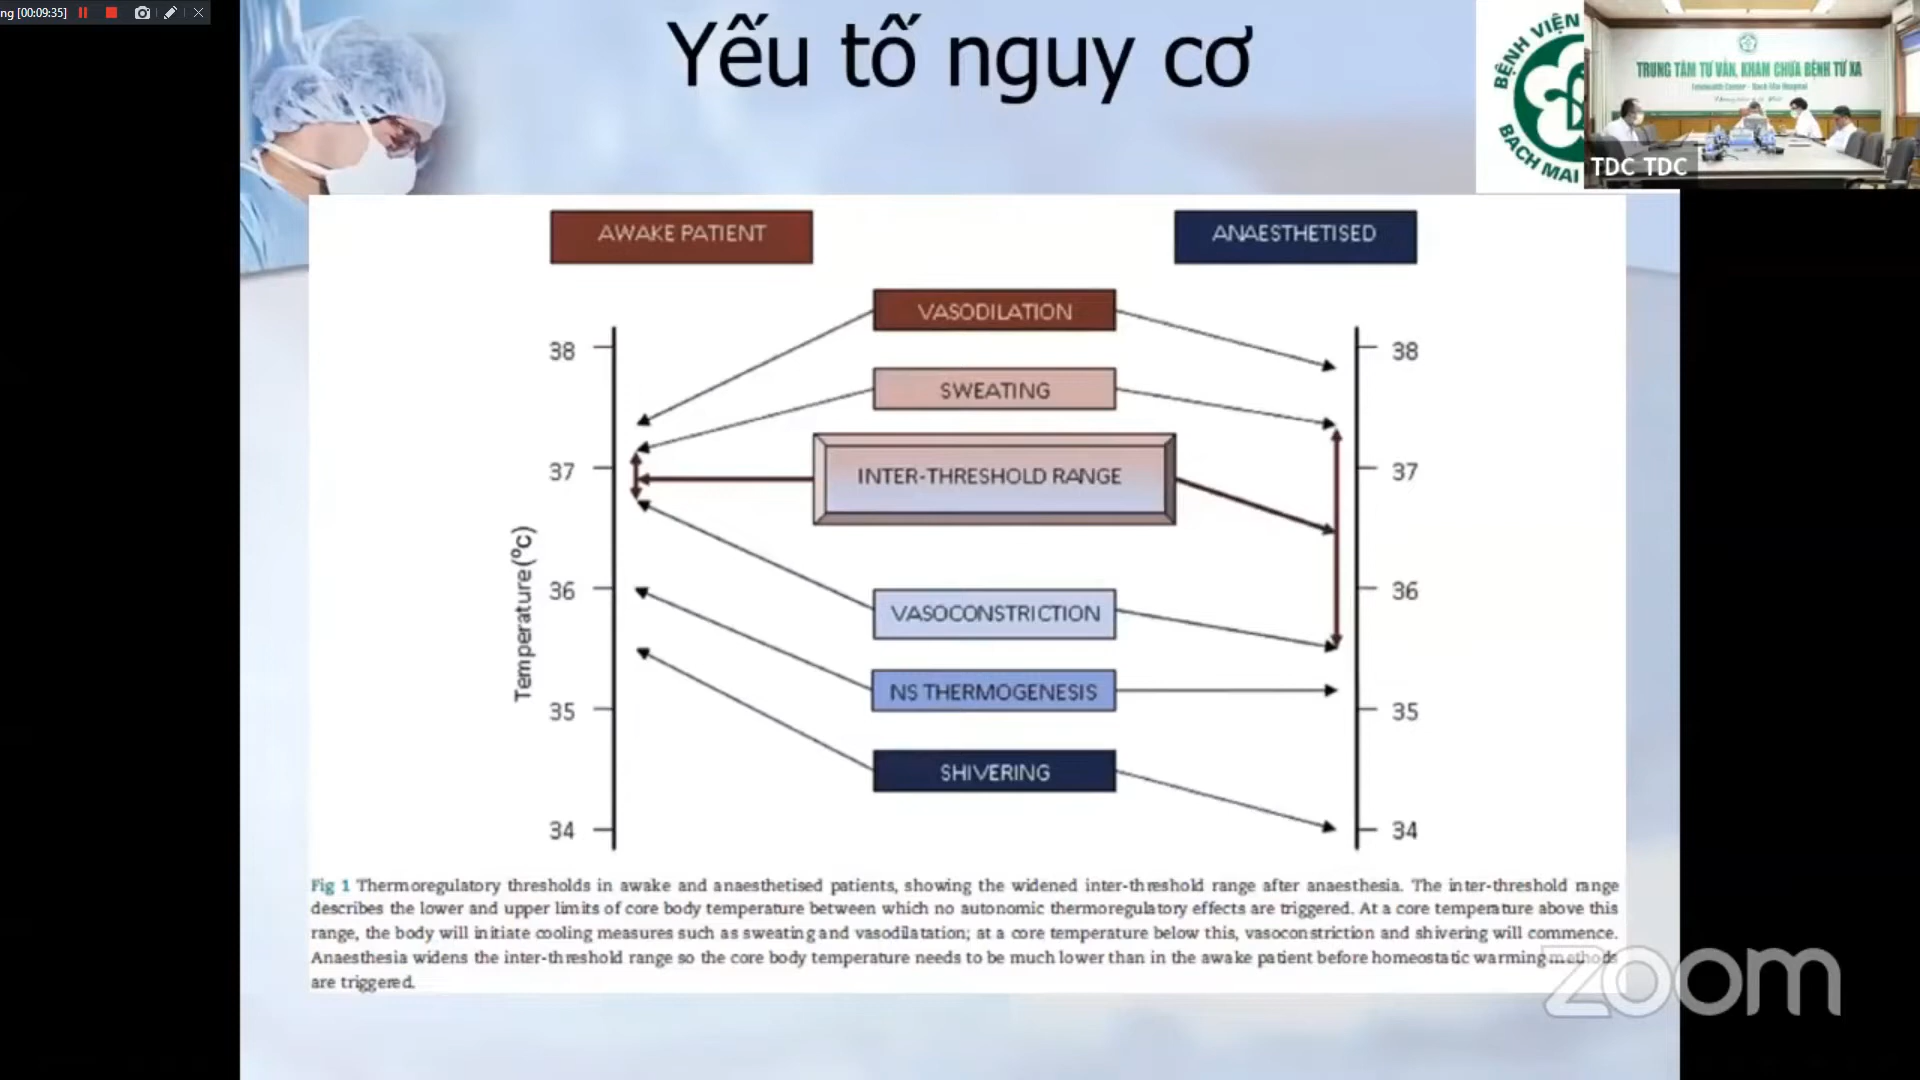 ng [00:09:35]
Yếu tố nguy cơ
BỆNH VIỆN
BACH MAI
TRUNG TÂM TƯ VẤN, KHÁM CHỮA BỆNH TỪ XA
Telehealth Center - Bach Mai Hospital
TDC TDC
AWAKE PATIENT
ANAESTHETISED
VASODILATION
38
38
SWEATING
37
INTER-THRESHOLD RANGE
37
Temperature (⁰c)
36
VASOCONSTRICTION
36
NS THERMOGENESIS
35
35
SHIVERING
34
34
Fig 1 Thermoregulatory thresholds in awake and anaesthetised patients, showing the widened inter-threshold range after anaesthesia. The inter-threshold range
describes the lower and upper limits of core body temperature between which no autonomic thermoregulatory effects are triggered. At a core temperature above this
range, the body will initiate cooling measures such as sweating and vasodilatation; at a core temperature below this, vasoconstriction and shivering will commence.
Anaesthesia widens the inter-threshold range so the core body temperature needs to be much lower than in the awake patient before homeostatic warming methods
are triggered.
zoom